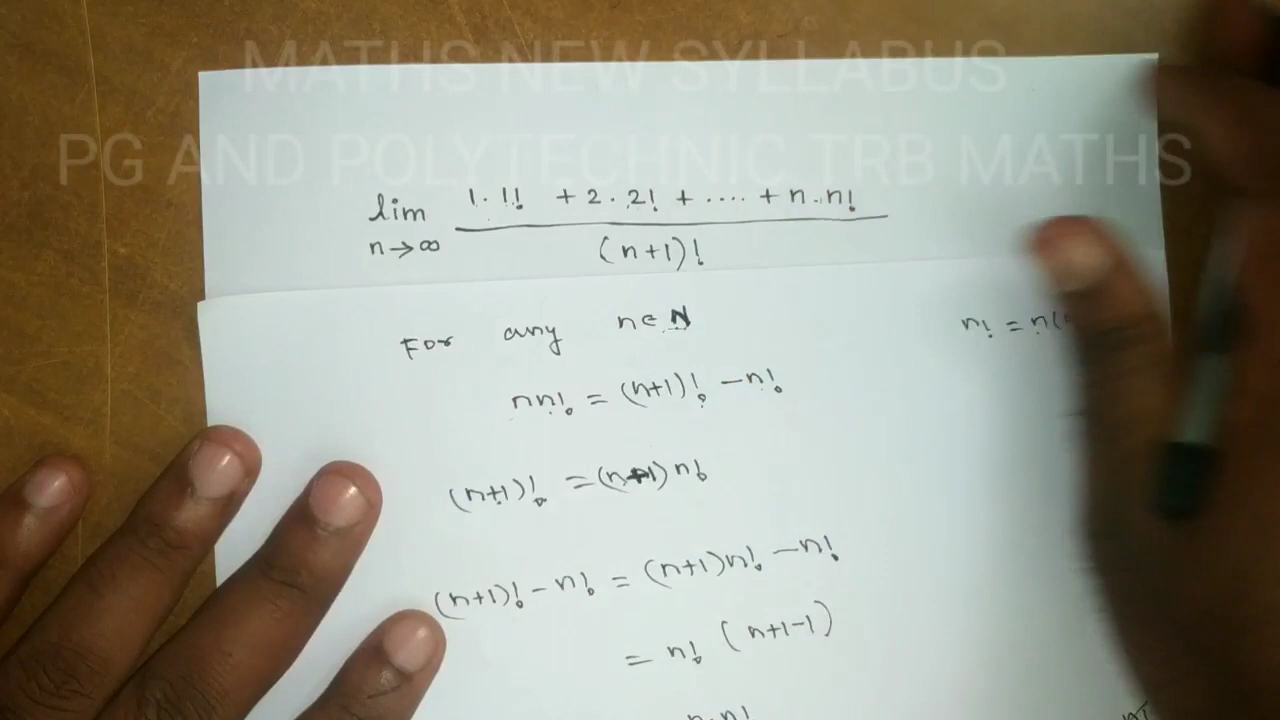 MATHS NEW SYLLABUS
PG AND POLYTECHNIC TRB MATHS
lim 1·1! + 2·2! + .... + n·n!
n→∞ (n+1)!
For any n∈N
n! = n(
nn! = (n+1)! − n!
(n+1)! = (n+1) n!
(n+1)! − n! = (n+1)n! − n!
= n! (n+1−1)
n·n!